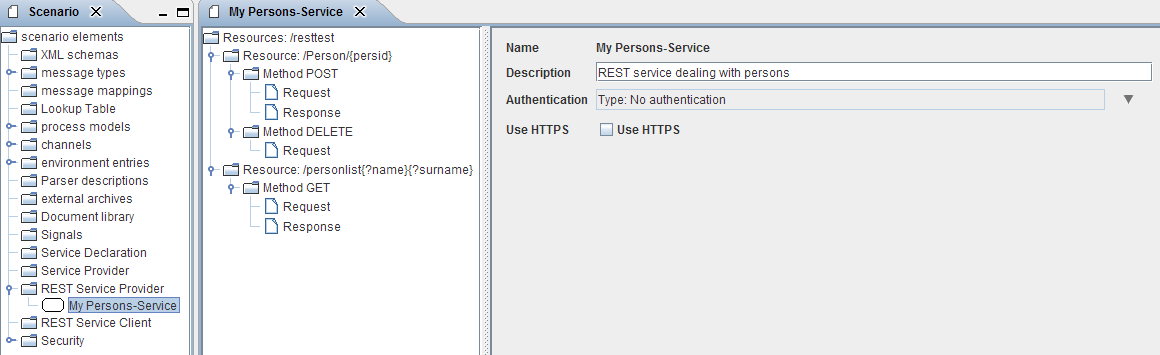 Scenario
scenario elements
XML schemas
message types
message mappings
Lookup Table
process models
channels
environment entries
Parser descriptions
external archives
Document library
Signals
Service Declaration
Service Provider
REST Service Provider
My Persons-Service
REST Service Client
Security
My Persons-Service
Resources: /resttest
Resource: /Person/{persid}
Method POST
Request
Response
Method DELETE
Request
Resource: /personlist{?name}{?surname}
Method GET
Request
Response
Name My Persons-Service
Description REST service dealing with persons
Authentication Type: No authentication
Use HTTPS Use HTTPS